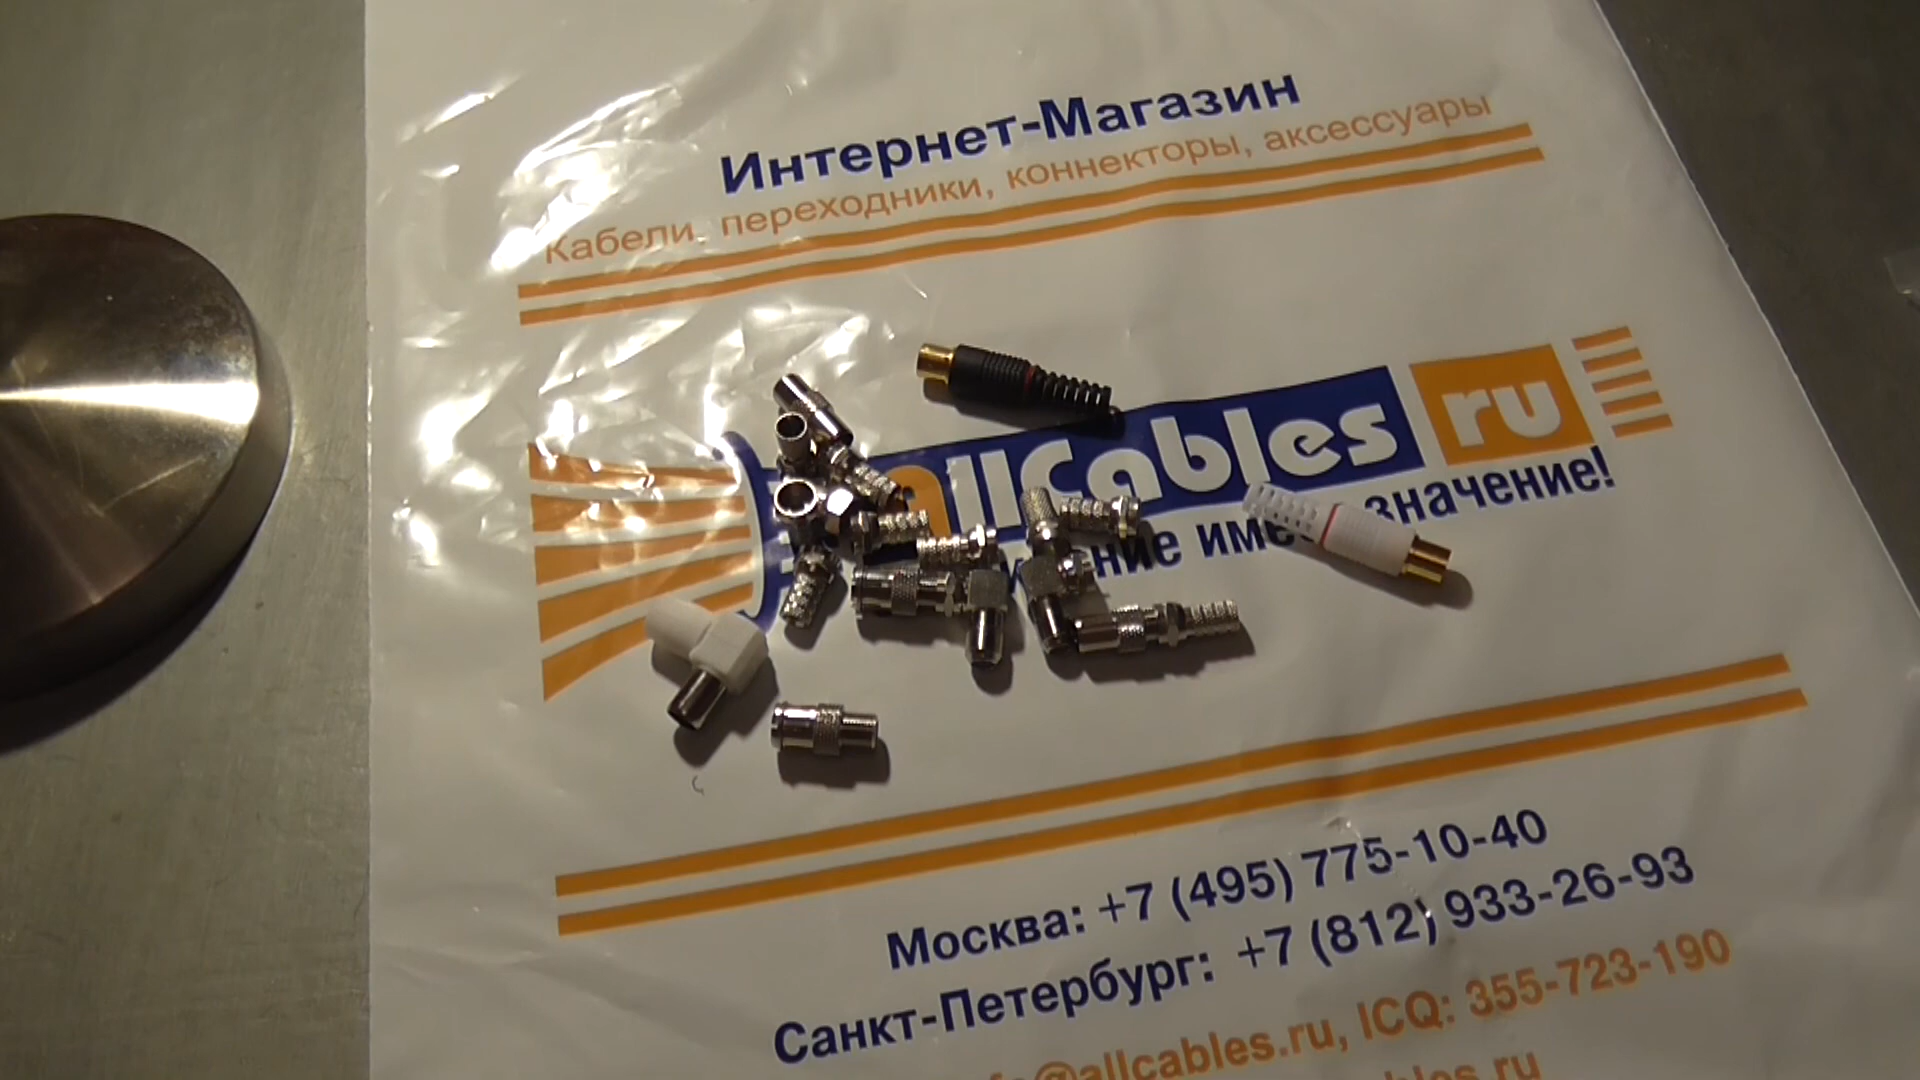 Интернет-Магазин
Кабели, переходники, коннекторы, аксессуары
allCables ru
значение!
Москва: +7 (495) 775-10-40
Санкт-Петербург: +7 (812) 933-26-93
@allcables.ru, ICQ: 355-723-190